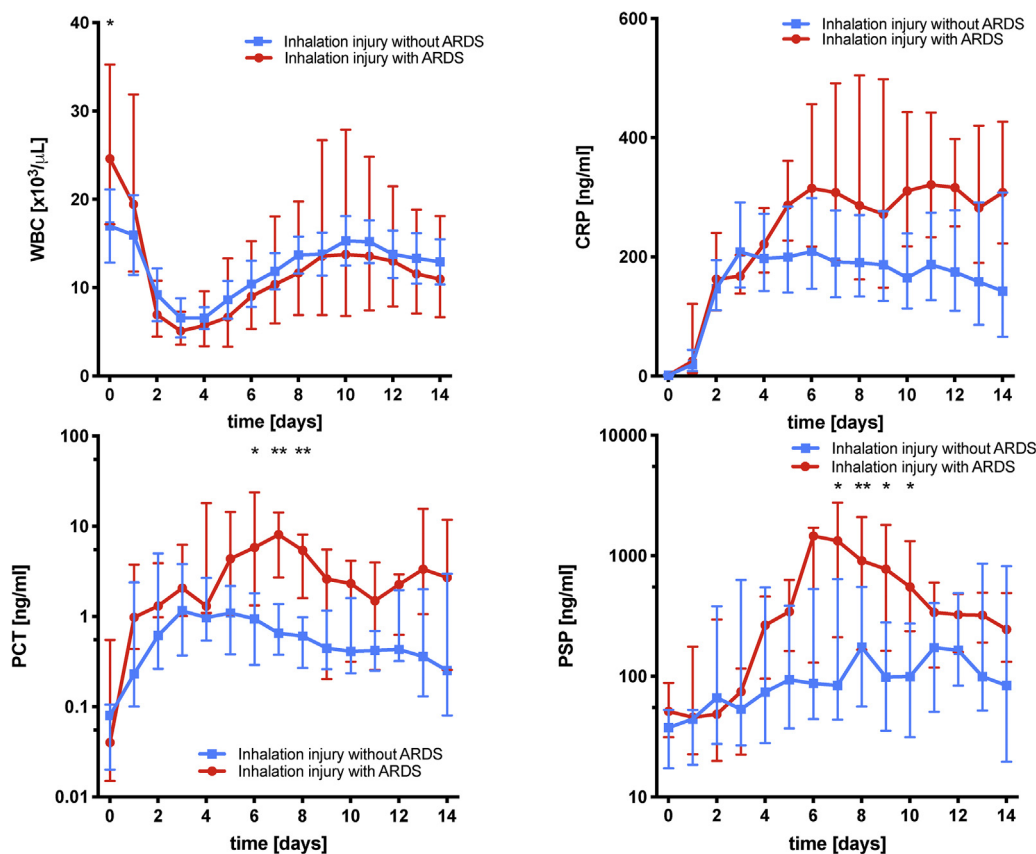 *
40
30
20
10
0
WBC [x10³/μL]
Inhalation injury without ARDS
Inhalation injury with ARDS
0 2 4 6 8 10 12 14
time [days]
600
400
200
0
CRP [ng/ml]
Inhalation injury without ARDS
Inhalation injury with ARDS
0 2 4 6 8 10 12 14
time [days]
100
10
1
0.1
0.01
PCT [ng/ml]
* ** **
Inhalation injury without ARDS
Inhalation injury with ARDS
0 2 4 6 8 10 12 14
time [days]
10000
1000
100
10
PSP [ng/ml]
Inhalation injury without ARDS
Inhalation injury with ARDS
* ** * *
0 2 4 6 8 10 12 14
time [days]